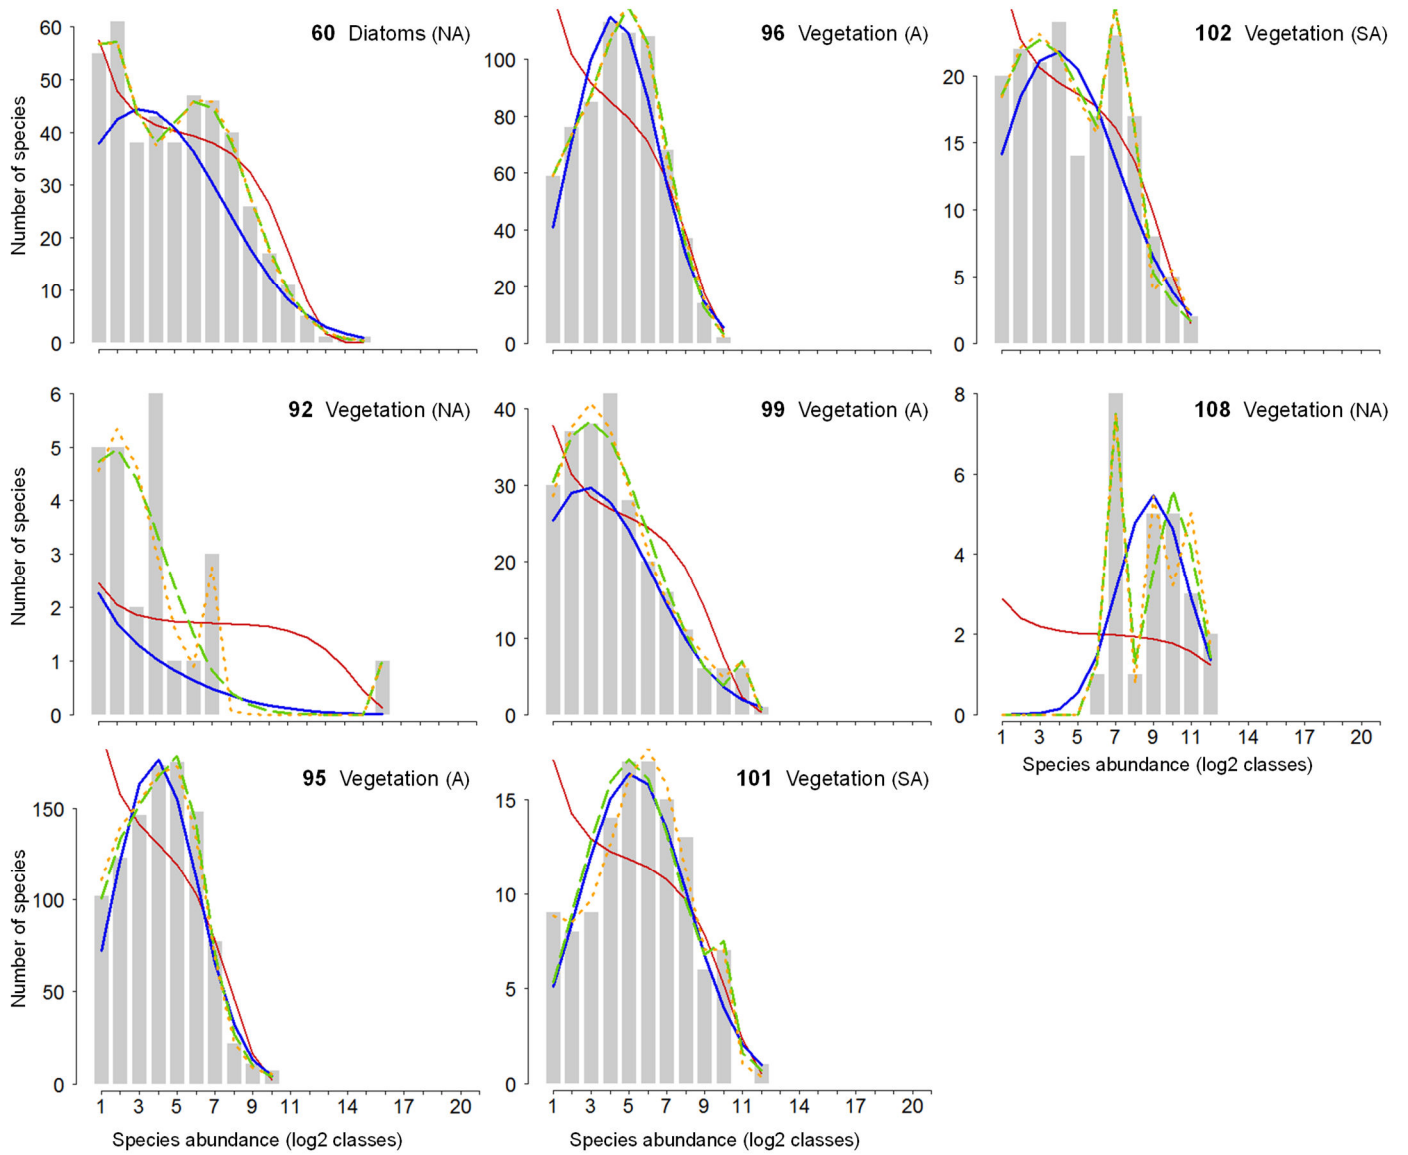 60 Diatoms (NA)
Number of species
60
50
40
30
20
10
0
96 Vegetation (A)
100
80
60
40
20
0
102 Vegetation (SA)
20
15
10
5
0
92 Vegetation (NA)
Number of species
6
5
4
3
2
1
0
99 Vegetation (A)
40
30
20
10
0
108 Vegetation (NA)
8
6
4
2
0
1 3 5 7 9 11 14 17 20
Species abundance (log2 classes)
95 Vegetation (A)
Number of species
150
100
50
0
1 3 5 7 9 11 14 17 20
Species abundance (log2 classes)
101 Vegetation (SA)
15
10
5
0
1 3 5 7 9 11 14 17 20
Species abundance (log2 classes)